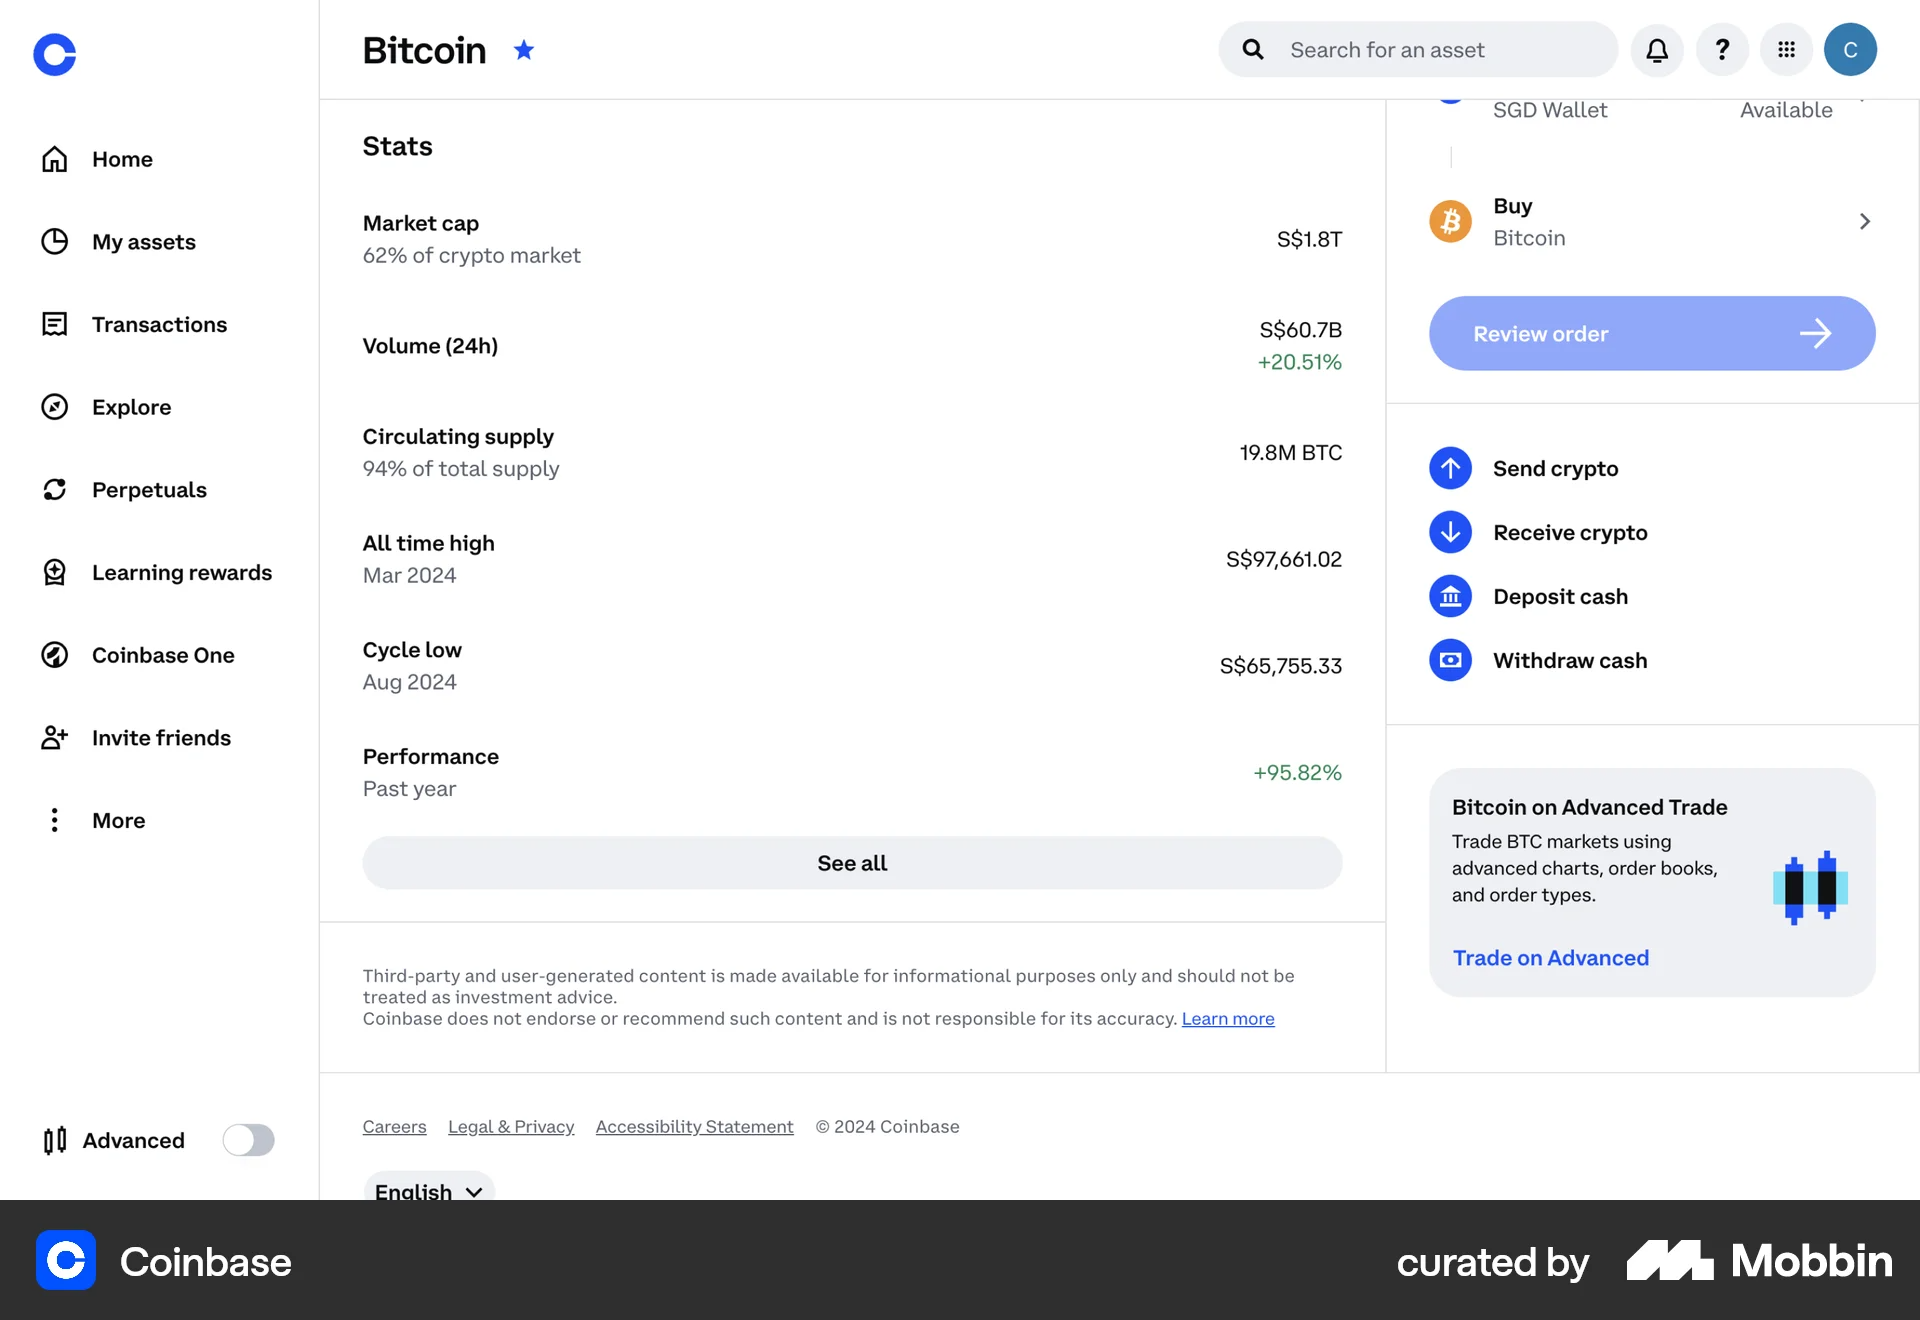 Bitcoin
Search for an asset
C
Home
My assets
Transactions
Explore
Perpetuals
Learning rewards
Coinbase One
Invite friends
More
Advanced
Stats
Market cap
62% of crypto market
S$1.8T
Volume (24h)
S$60.7B
+20.51%
Circulating supply
94% of total supply
19.8M BTC
All time high
Mar 2024
S$97,661.02
Cycle low
Aug 2024
S$65,755.33
Performance
Past year
+95.82%
See all
Third-party and user-generated content is made available for informational purposes only and should not be
treated as investment advice.
Coinbase does not endorse or recommend such content and is not responsible for its accuracy. Learn more
SGD Wallet
Available
Buy
Bitcoin
Review order
Send crypto
Receive crypto
Deposit cash
Withdraw cash
Bitcoin on Advanced Trade
Trade BTC markets using
advanced charts, order books,
and order types.
Trade on Advanced
Careers Legal & Privacy Accessibility Statement © 2024 Coinbase
English
Coinbase
curated by Mobbin